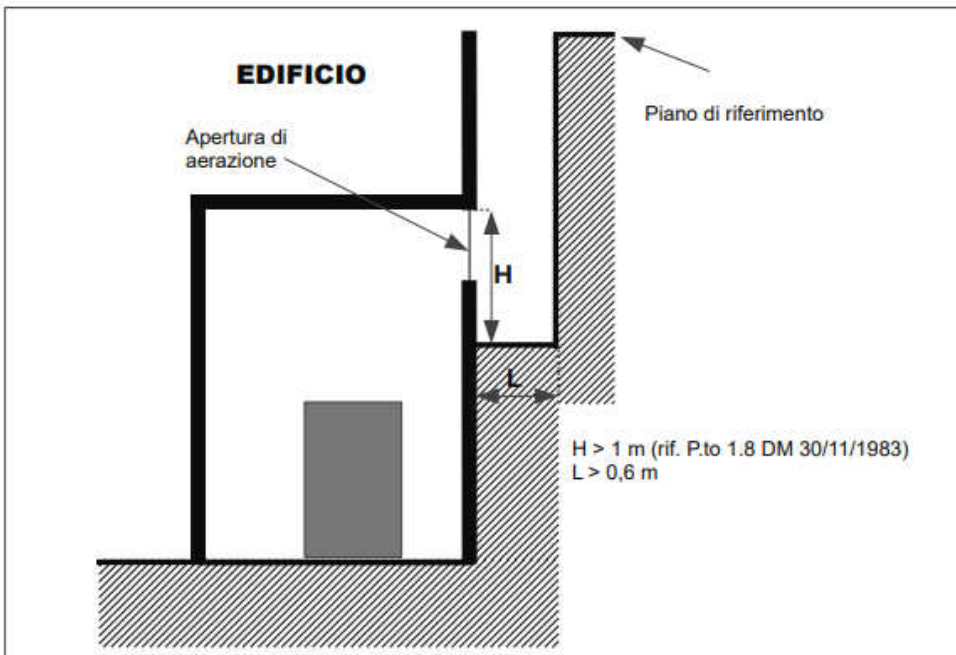 EDIFICIO
Piano di riferimento
Apertura di
aerazione
H
L
H > 1 m (rif. P.to 1.8 DM 30/11/1983)
L > 0,6 m